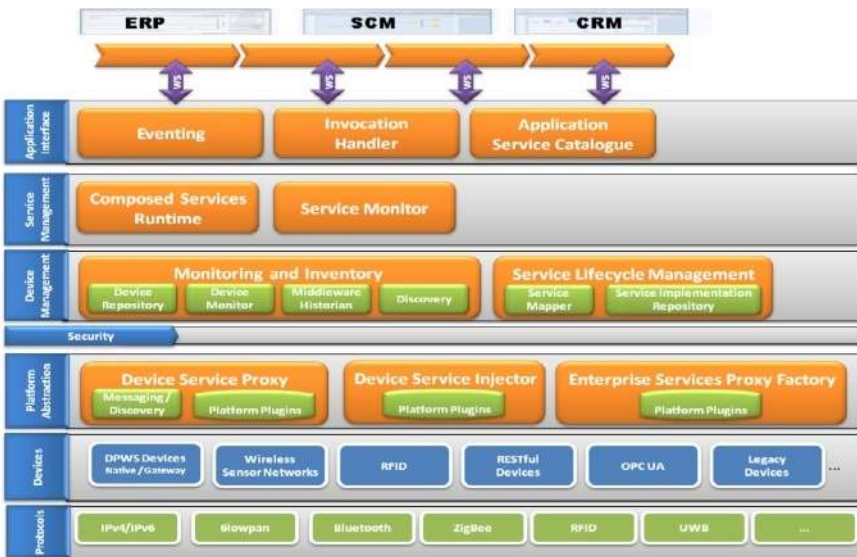 ERP SCM CRM
WS WS WS WS
Application
Interface
Eventing
Invocation
Handler
Application
Service Catalogue
Service
Management
Composed Services
Runtime
Service Monitor
Device
Management
Monitoring and Inventory
Device
Repository
Device
Monitor
Middleware
Historian
Discovery
Service Lifecycle Management
Service
Mapper
Service Implementation
Repository
Security
Platform
Abstraction
Device Service Proxy
Messaging /
Discovery
Platform Plugins
Device Service Injector
Platform Plugins
Enterprise Services Proxy Factory
Platform Plugins
Devices
DPWS Devices
Native / Gateway
Wireless
Sensor Networks
RFID
RESTful
Devices
OPC UA
Legacy
Devices
...
Protocols
IPv4/IPv6
6lowpan
Bluetooth
ZigBee
RFID
UWB
...